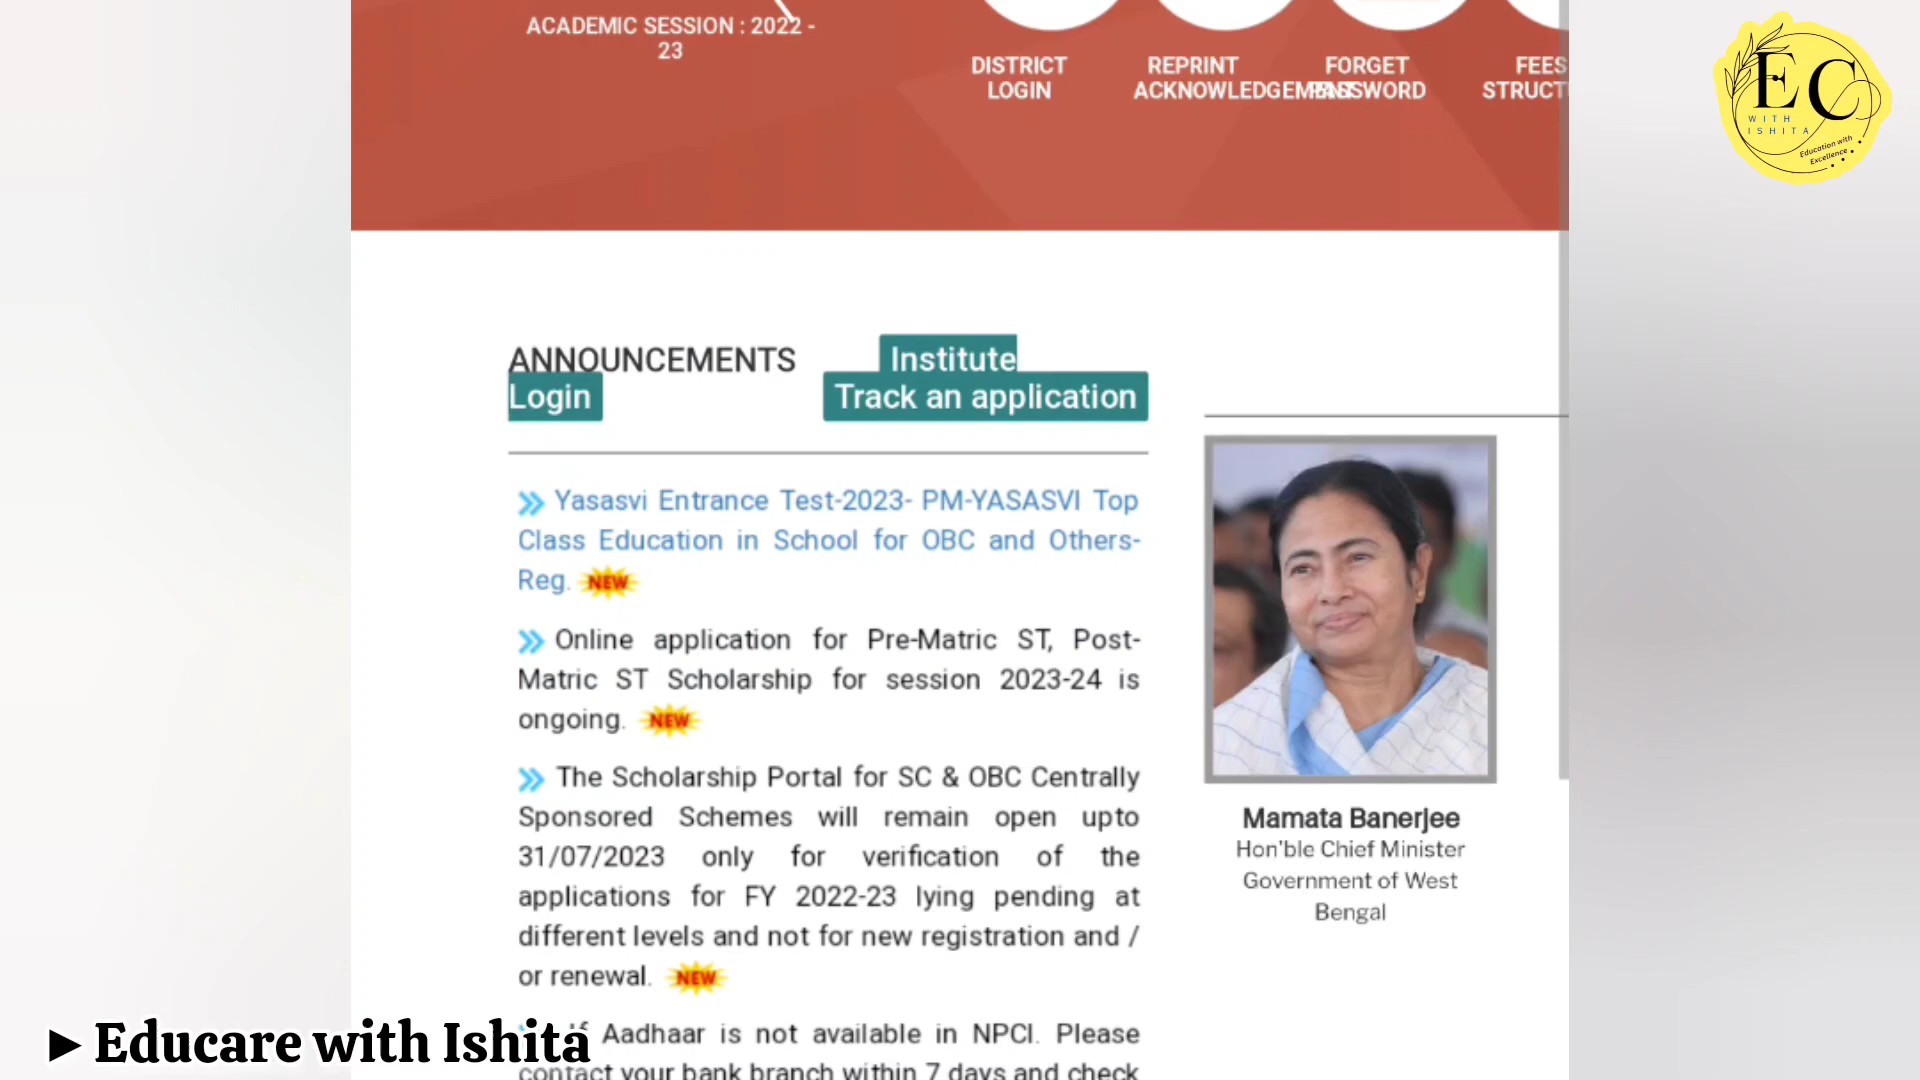 ACADEMIC SESSION : 2022 -
23
DISTRICT
LOGIN
REPRINT
ACKNOWLEDGEMENT
FORGET
PASSWORD
FEES
STRUCT
EC
WITH
ISHITA
Education with
Excellence
ANNOUNCEMENTS Institute
Login Track an application
Yasasvi Entrance Test-2023- PM-YASASVI Top
Class Education in School for OBC and Others-
Reg. NEW
Online application for Pre-Matric ST, Post-
Matric ST Scholarship for session 2023-24 is
ongoing. NEW
The Scholarship Portal for SC & OBC Centrally
Sponsored Schemes will remain open upto
31/07/2023 only for verification of the
applications for FY 2022-23 lying pending at
different levels and not for new registration and /
or renewal. NEW
If Aadhaar is not available in NPCI. Please
contact your bank branch within 7 days and check
Mamata Banerjee
Hon'ble Chief Minister
Government of West
Bengal
►Educare with Ishita